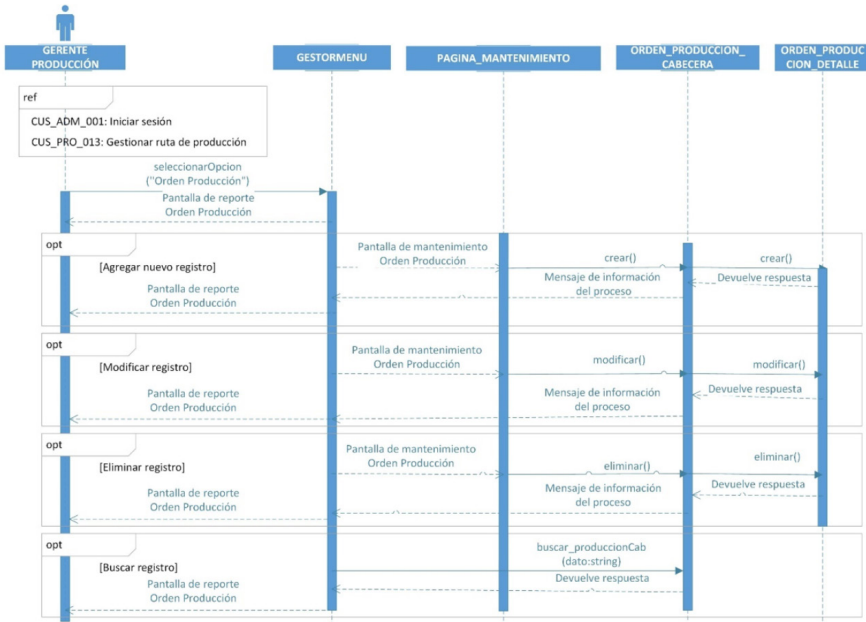 GERENTE
PRODUCCIÓN
GESTORMENU
PAGINA_MANTENIMIENTO
ORDEN_PRODUCCION_
CABECERA
ORDEN_PRODUC
CION_DETALLE
ref
CUS_ADM_001: Iniciar sesión
CUS_PRO_013: Gestionar ruta de producción
seleccionarOpcion
("Orden Producción")
Pantalla de reporte
Orden Producción
opt
[Agregar nuevo registro]
Pantalla de mantenimiento
Orden Producción
crear()
crear()
Mensaje de información
del proceso
Devuelve respuesta
Pantalla de reporte
Orden Producción
opt
[Modificar registro]
Pantalla de mantenimiento
Orden Producción
modificar()
modificar()
Mensaje de información
del proceso
Devuelve respuesta
Pantalla de reporte
Orden Producción
opt
[Eliminar registro]
Pantalla de mantenimiento
Orden Producción
eliminar()
eliminar()
Mensaje de información
del proceso
Devuelve respuesta
Pantalla de reporte
Orden Producción
opt
[Buscar registro]
buscar_produccionCab
(dato:string)
Devuelve respuesta
Pantalla de reporte
Orden Producción